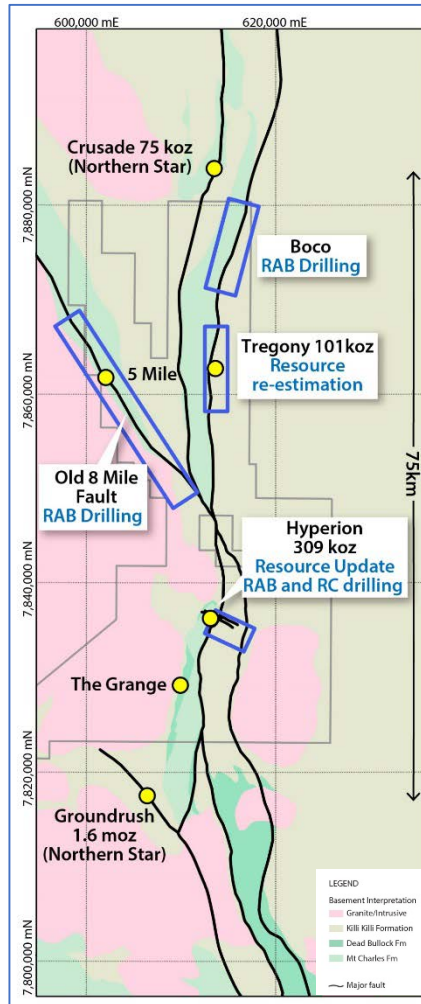 600,000 mE
620,000 mE
Crusade 75 koz
(Northern Star)
7,880,000 mN
Boco
RAB Drilling
Tregony 101koz
Resource
re-estimation
5 Mile
7,860,000 mN
Old 8 Mile
Fault
RAB Drilling
75km
Hyperion
309 koz
Resource Update
RAB and RC drilling
7,840,000 mN
The Grange
7,820,000 mN
Groundrush
1.6 moz
(Northern Star)
LEGEND
Basement Interpretation
Granite/Intrusive
Killi Killi Formation
Dead Bullock Fm
Mt Charles Fm
Major fault
7,800,000 mN